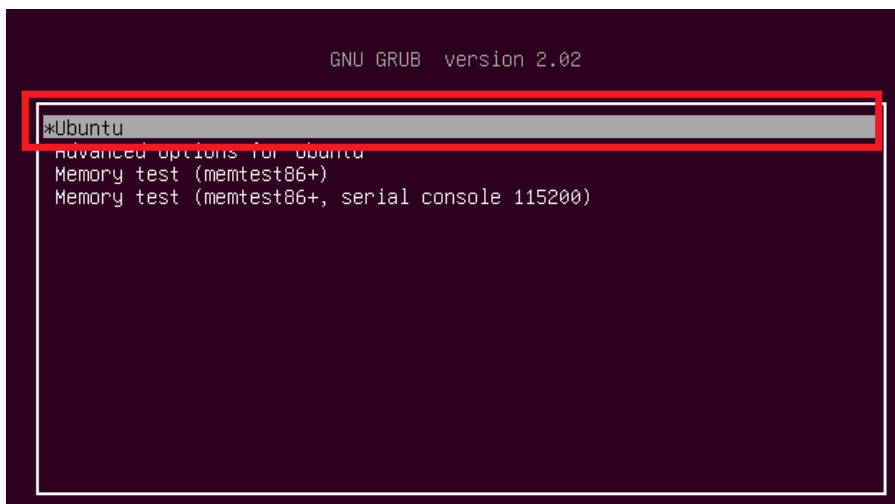 GNU GRUB version 2.02
*Ubuntu
Advanced options for Ubuntu
Memory test (memtest86+)
Memory test (memtest86+, serial console 115200)